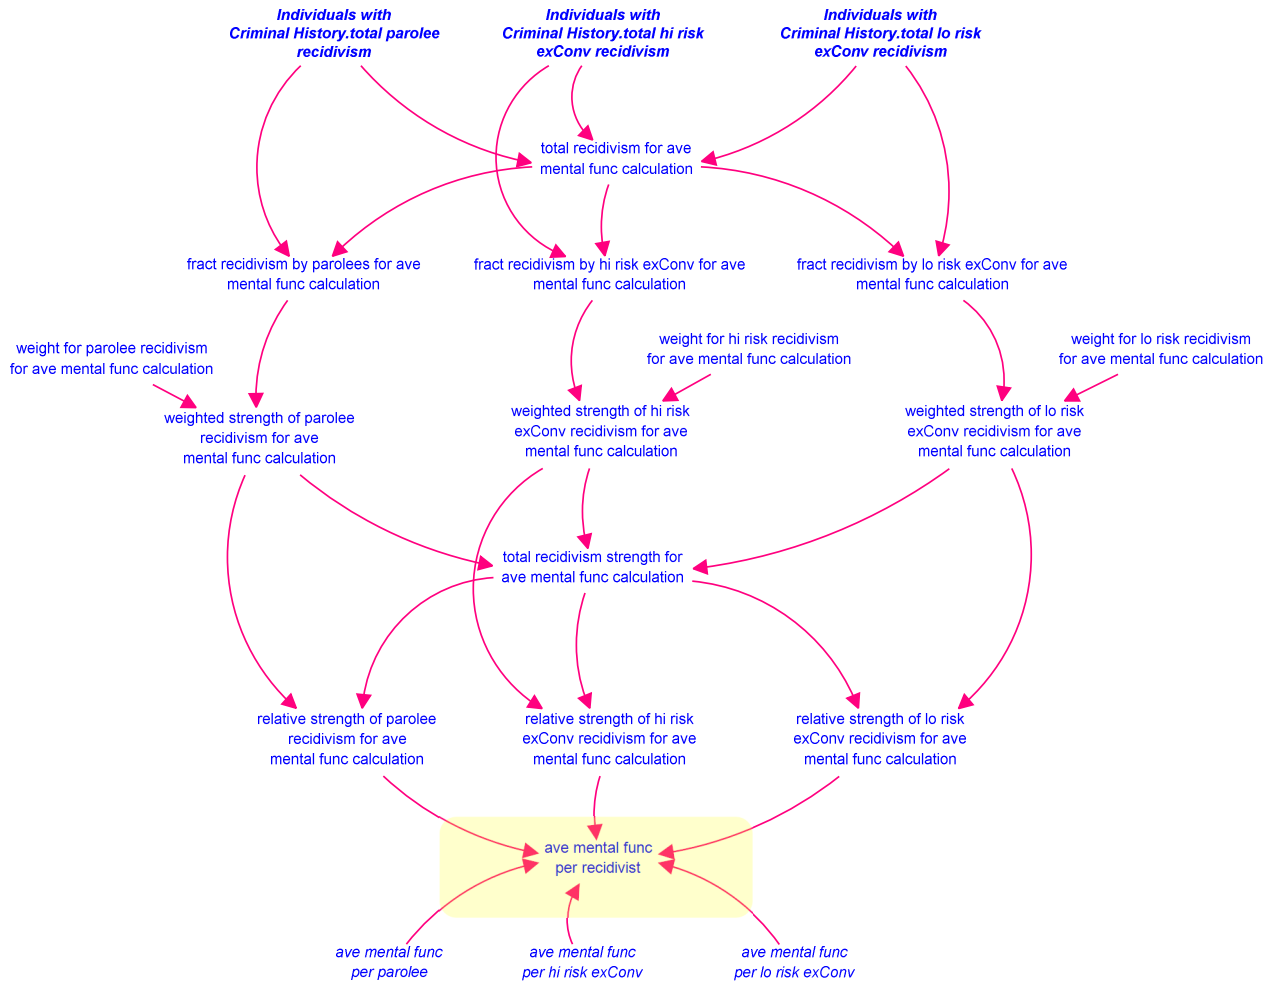 Individuals with
Criminal History.total parolee
recidivism
Individuals with
Criminal History.total hi risk
exConv recidivism
Individuals with
Criminal History.total lo risk
exConv recidivism
total recidivism for ave
mental func calculation
fract recidivism by parolees for ave
mental func calculation
fract recidivism by hi risk exConv for ave
mental func calculation
fract recidivism by lo risk exConv for ave
mental func calculation
weight for parolee recidivism
for ave mental func calculation
weight for hi risk recidivism
for ave mental func calculation
weight for lo risk recidivism
for ave mental func calculation
weighted strength of parolee
recidivism for ave
mental func calculation
weighted strength of hi risk
exConv recidivism for ave
mental func calculation
weighted strength of lo risk
exConv recidivism for ave
mental func calculation
total recidivism strength for
ave mental func calculation
relative strength of parolee
recidivism for ave
mental func calculation
relative strength of hi risk
exConv recidivism for ave
mental func calculation
relative strength of lo risk
exConv recidivism for ave
mental func calculation
ave mental func
per recidivist
ave mental func
per parolee
ave mental func
per hi risk exConv
ave mental func
per lo risk exConv